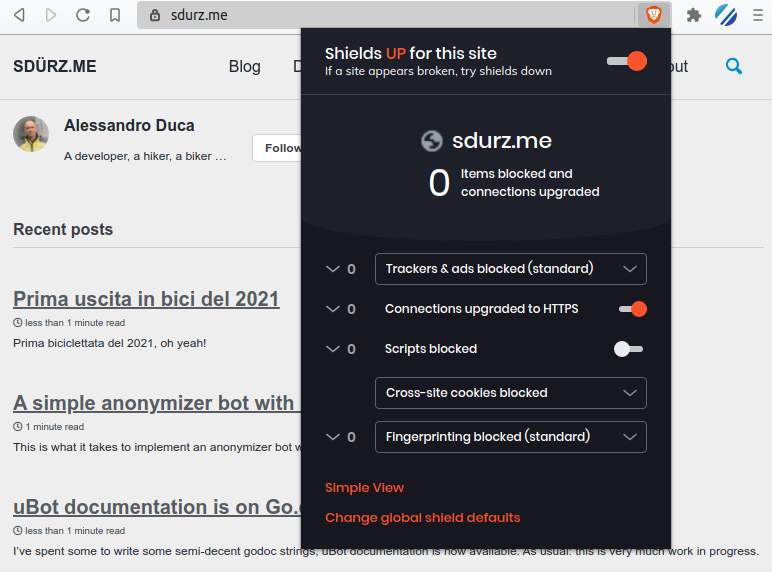 sdurz.me
SDÜRZ.ME
Blog
D
out
Shields UP for this site
If a site appears broken, try shields down
Alessandro Duca
A developer, a hiker, a biker …
Follow
sdurz.me
0
Items blocked and
connections upgraded
Recent posts
0 Trackers & ads blocked (standard)
0 Connections upgraded to HTTPS
0 Scripts blocked
Cross-site cookies blocked
0 Fingerprinting blocked (standard)
Simple View
Change global shield defaults
Prima uscita in bici del 2021
less than 1 minute read
Prima biciclettata del 2021, oh yeah!
A simple anonymizer bot with
1 minute read
This is what it takes to implement an anonymizer bot w
uBot documentation is on Go.
less than 1 minute read
I've spent some to write some semi-decent godoc strings, uBot documentation is now available. As usual: this is very much work in progress.